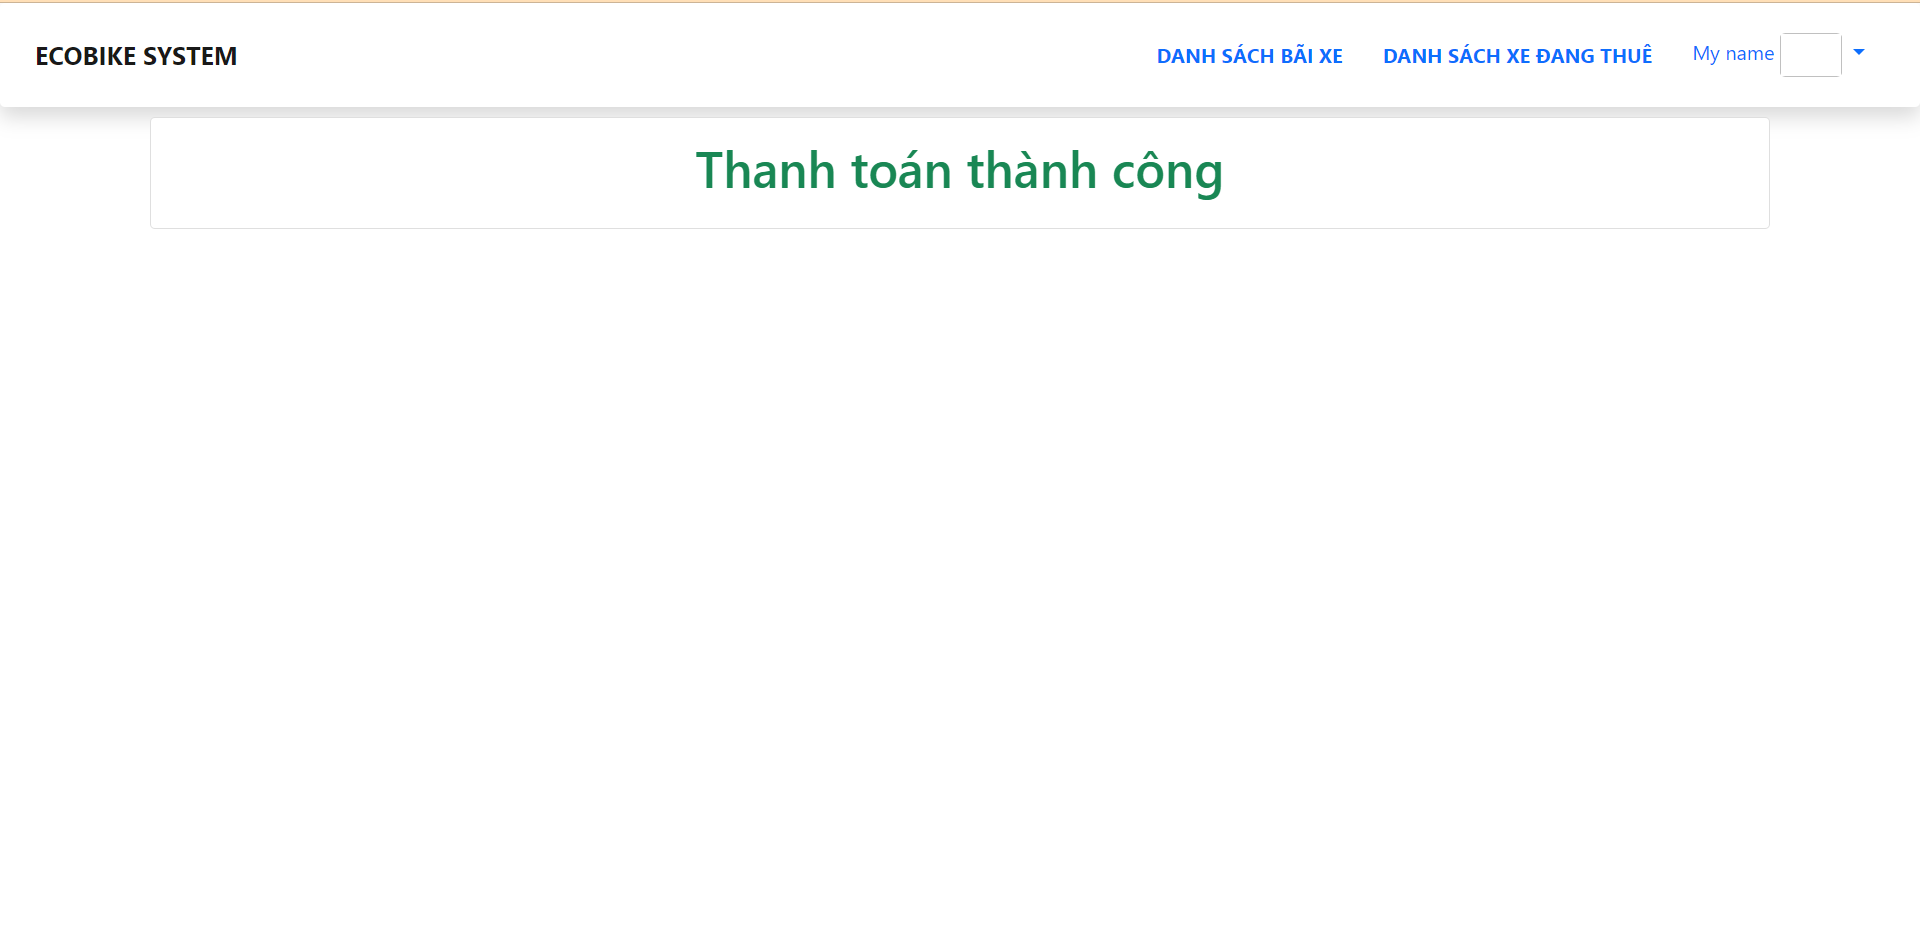 ECOBIKE SYSTEM
DANH SÁCH BÃI XE
DANH SÁCH XE ĐANG THUÊ
My name
Thanh toán thành công